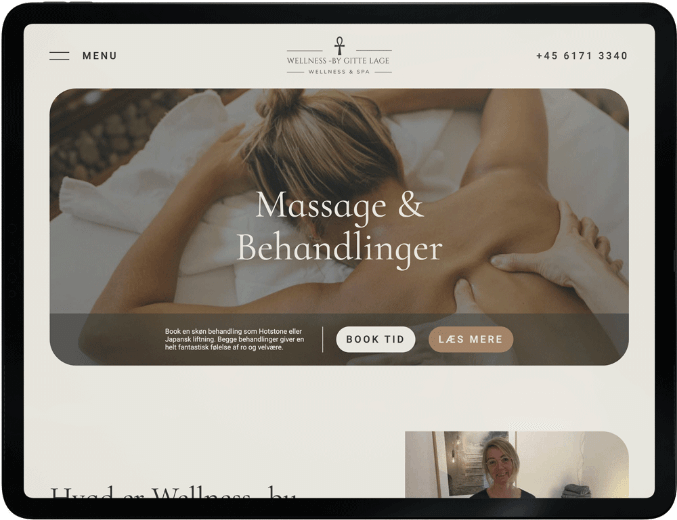 MENU
WELLNESS -BY GITTE LAGE
WELLNESS & SPA
+45 6171 3340
Massage &
Behandlinger
Book en skøn behandling som Hotstone eller
Japansk liftning. Begge behandlinger giver en
helt fantastisk følelse af ro og velvære.
BOOK TID
LÆS MERE
Hvad er Wellness -by